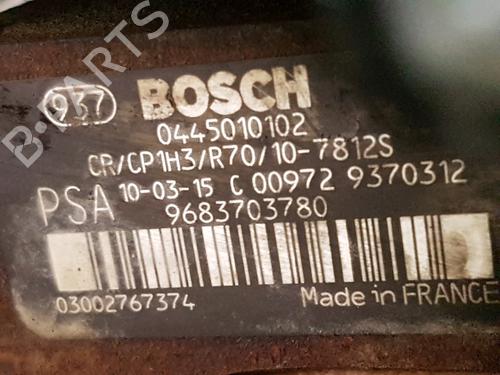 B-PARTS
937 BOSCH
0445010102
CR/CP1H3/R70/10-7812S
PSA 10-03-15 C 00972 9370312
9683703780
03002767374 Made in FRANCE